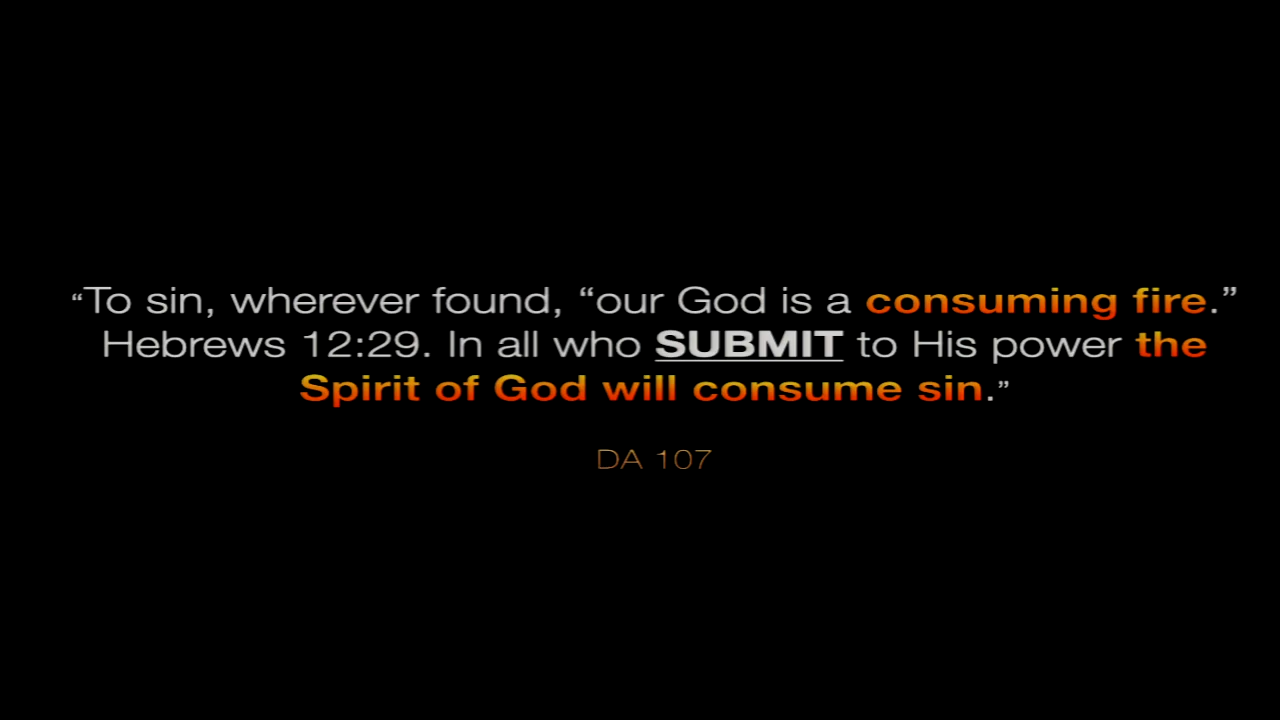 “To sin, wherever found, “our God is a consuming fire.”
Hebrews 12:29. In all who SUBMIT to His power the
Spirit of God will consume sin.”
DA 107